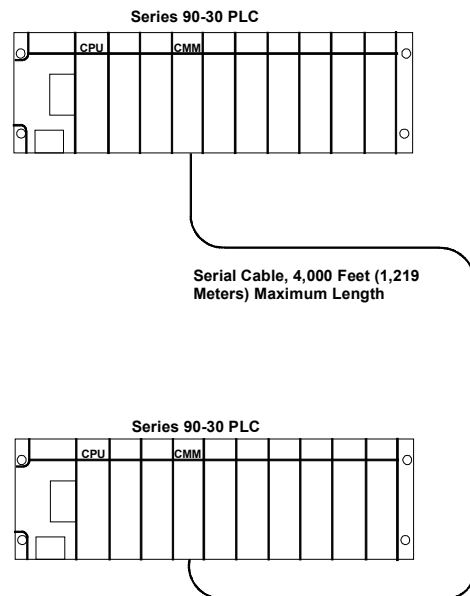 Series 90-30 PLC
CPU CMM
Serial Cable, 4,000 Feet (1,219
Meters) Maximum Length
Series 90-30 PLC
CPU CMM